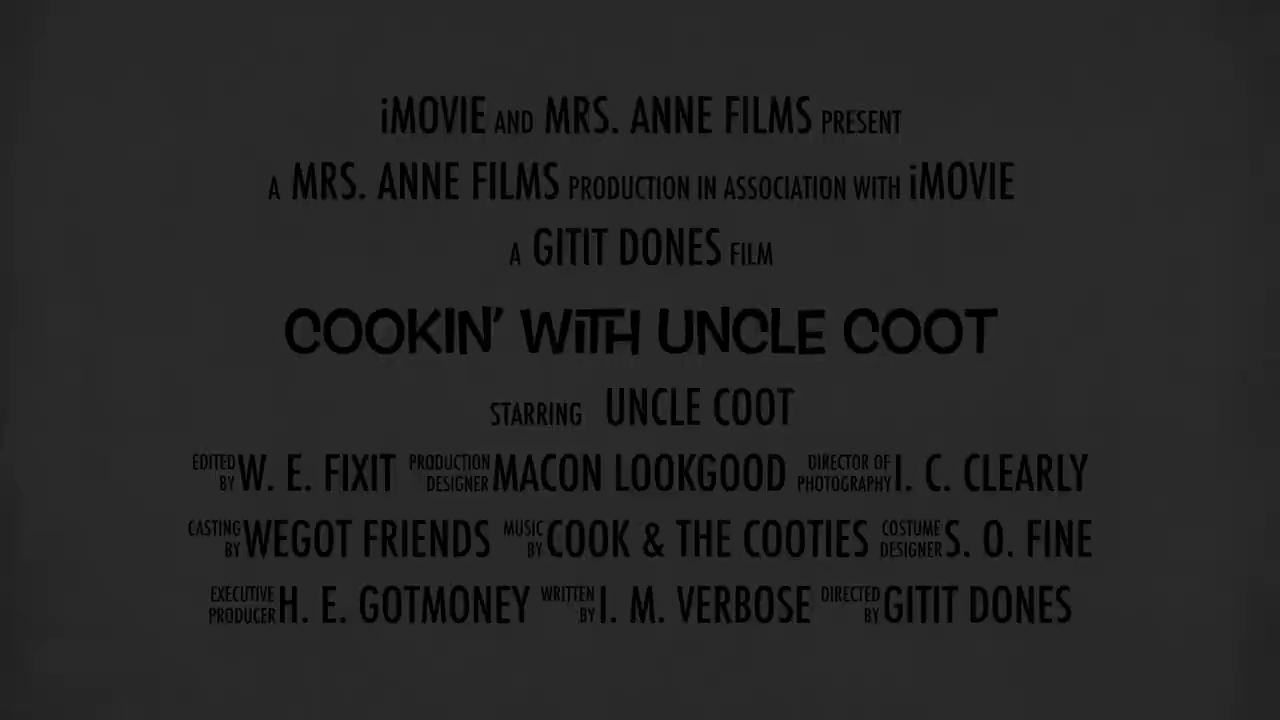 iMOVIE AND MRS. ANNE FILMS PRESENT
A MRS. ANNE FILMS PRODUCTION IN ASSOCIATION WITH iMOVIE
A GITIT DONES FILM
COOKIN' WiTH UNCLE COOT
STARRING UNCLE COOT
EDITED BY W. E. FIXIT PRODUCTION DESIGNER MACON LOOKGOOD DIRECTOR OF PHOTOGRAPHY I. C. CLEARLY
CASTING BY WEGOT FRIENDS MUSIC BY COOK & THE COOTIES COSTUME DESIGNER S. O. FINE
EXECUTIVE PRODUCER H. E. GOTMONEY WRITTEN BY I. M. VERBOSE DIRECTED BY GITIT DONES